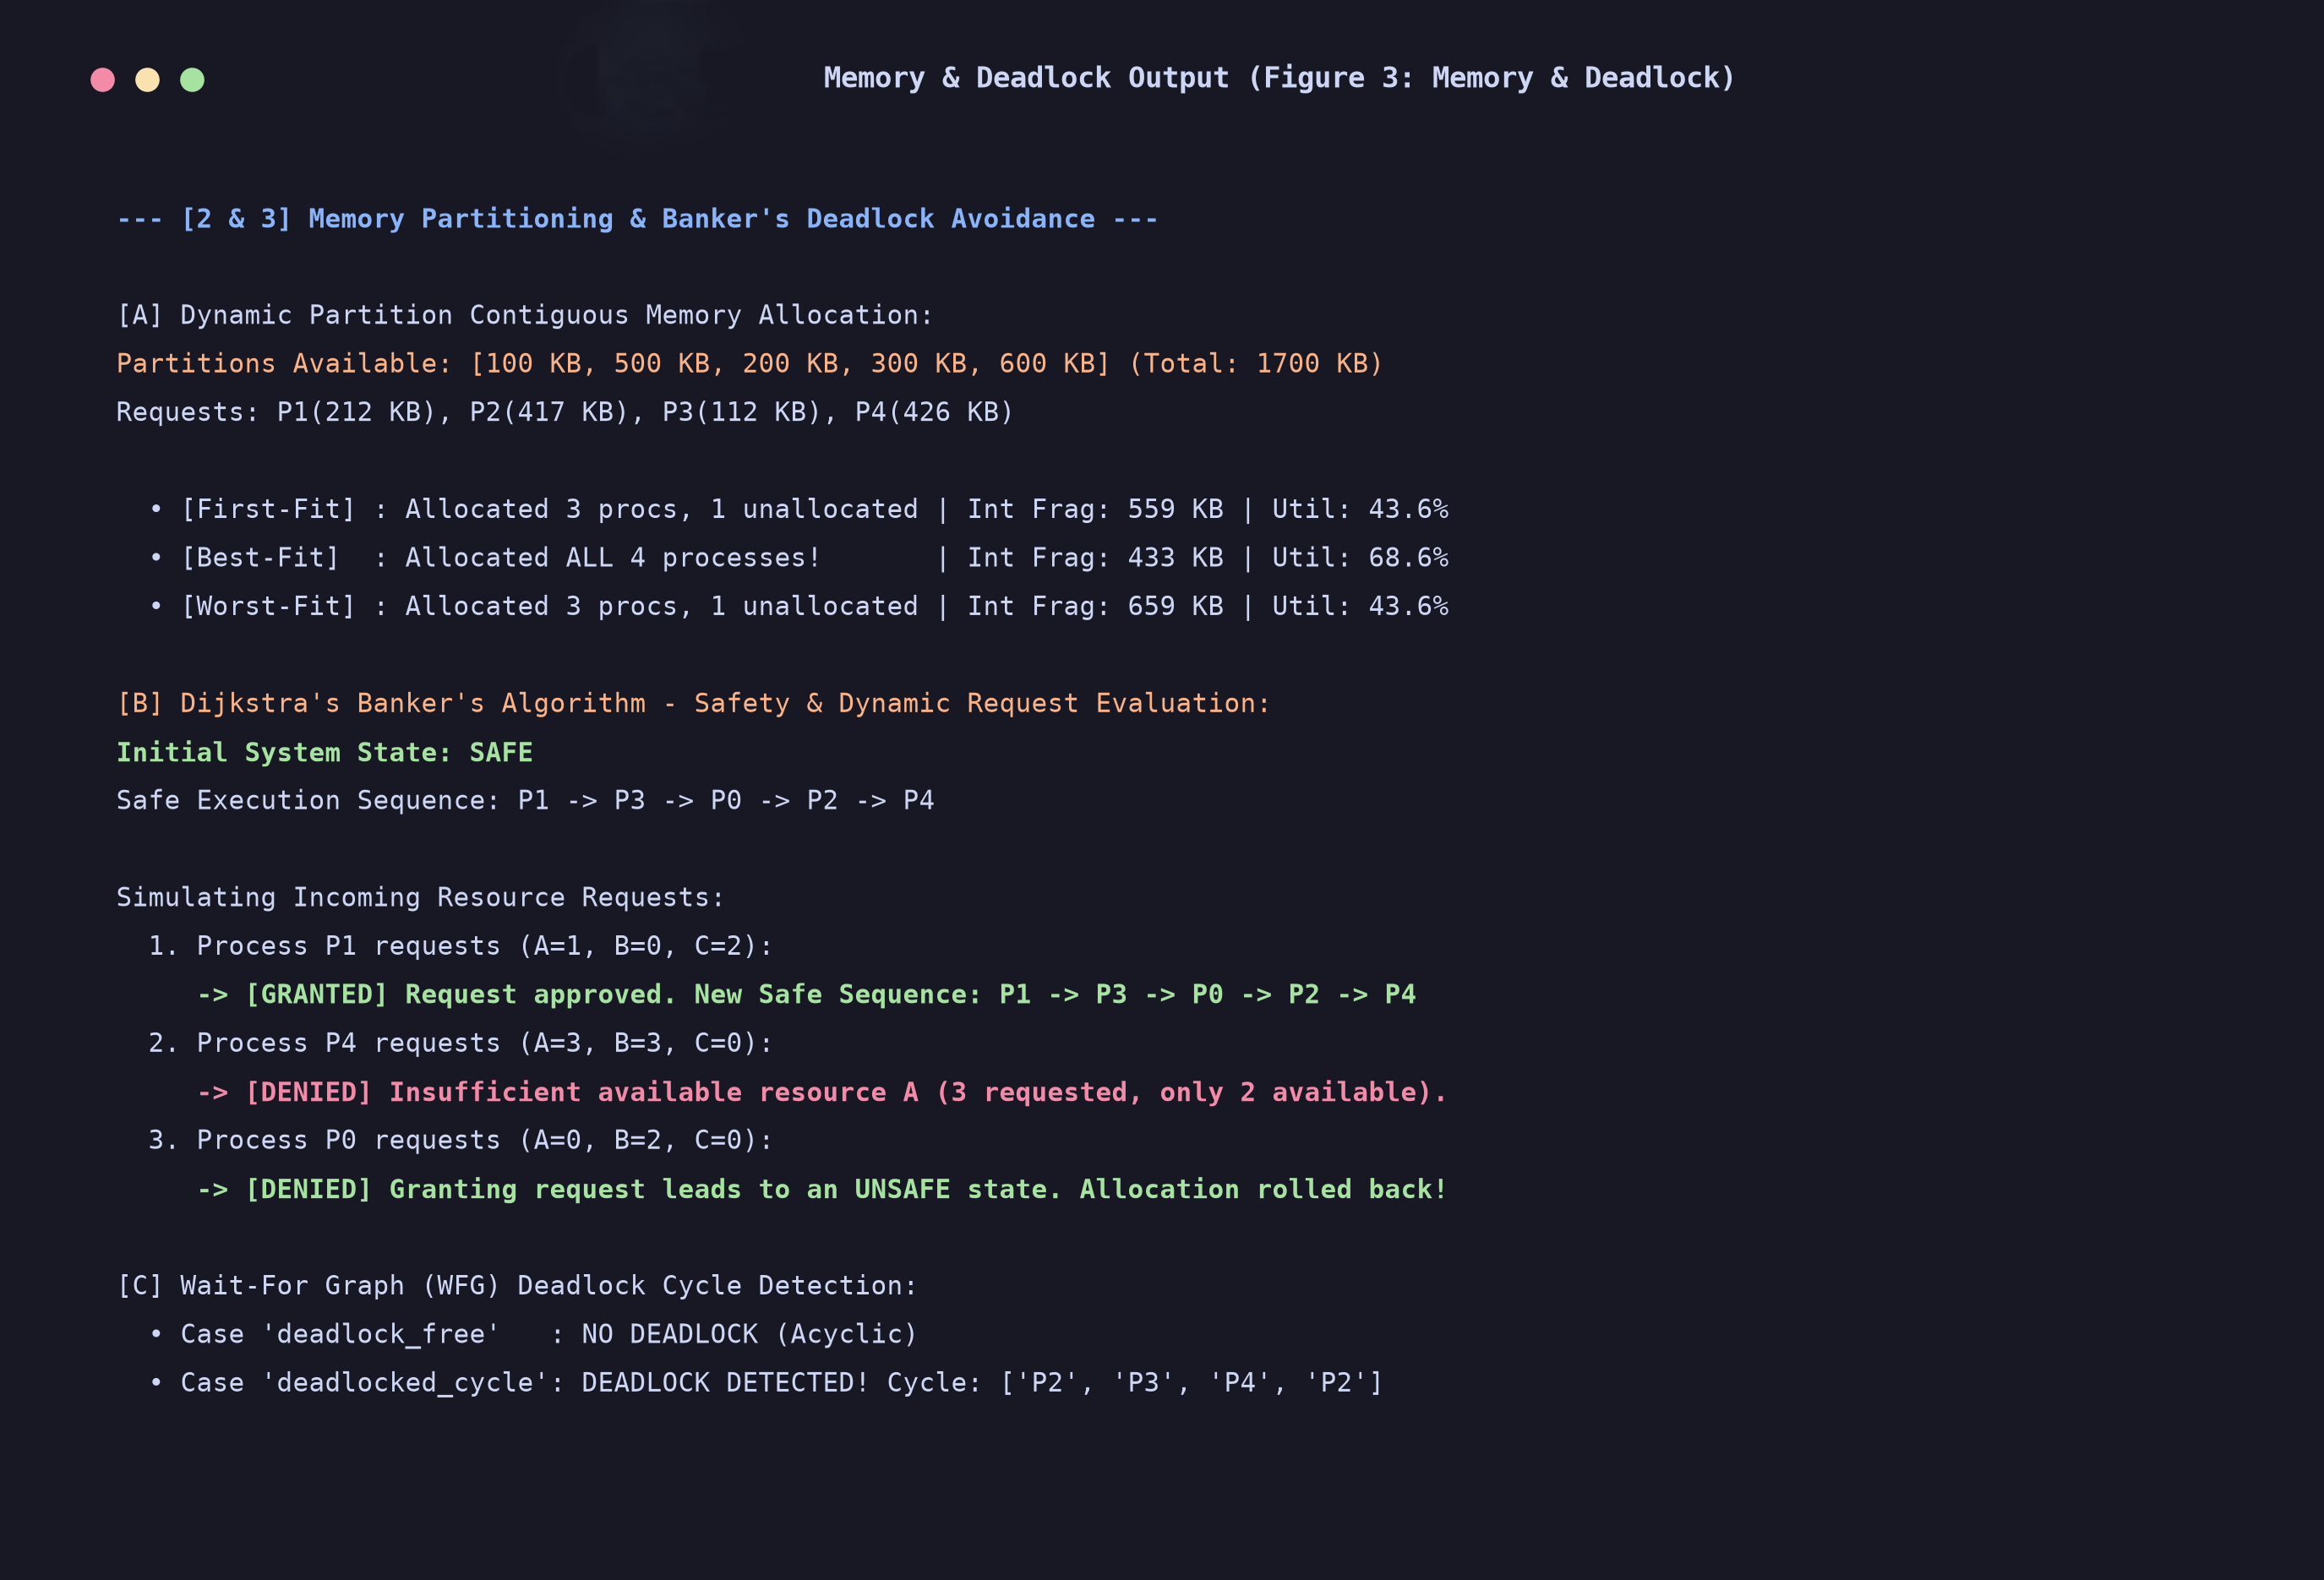 Memory & Deadlock Output (Figure 3: Memory & Deadlock)
--- [2 & 3] Memory Partitioning & Banker's Deadlock Avoidance ---
[A] Dynamic Partition Contiguous Memory Allocation:
Partitions Available: [100 KB, 500 KB, 200 KB, 300 KB, 600 KB] (Total: 1700 KB)
Requests: P1(212 KB), P2(417 KB), P3(112 KB), P4(426 KB)
• [First-Fit] : Allocated 3 procs, 1 unallocated | Int Frag: 559 KB | Util: 43.6%
• [Best-Fit]  : Allocated ALL 4 processes!       | Int Frag: 433 KB | Util: 68.6%
• [Worst-Fit] : Allocated 3 procs, 1 unallocated | Int Frag: 659 KB | Util: 43.6%
[B] Dijkstra's Banker's Algorithm - Safety & Dynamic Request Evaluation:
Initial System State: SAFE
Safe Execution Sequence: P1 -> P3 -> P0 -> P2 -> P4
Simulating Incoming Resource Requests:
1. Process P1 requests (A=1, B=0, C=2):
-> [GRANTED] Request approved. New Safe Sequence: P1 -> P3 -> P0 -> P2 -> P4
2. Process P4 requests (A=3, B=3, C=0):
-> [DENIED] Insufficient available resource A (3 requested, only 2 available).
3. Process P0 requests (A=0, B=2, C=0):
-> [DENIED] Granting request leads to an UNSAFE state. Allocation rolled back!
[C] Wait-For Graph (WFG) Deadlock Cycle Detection:
• Case 'deadlock_free'   : NO DEADLOCK (Acyclic)
• Case 'deadlocked_cycle': DEADLOCK DETECTED! Cycle: ['P2', 'P3', 'P4', 'P2']